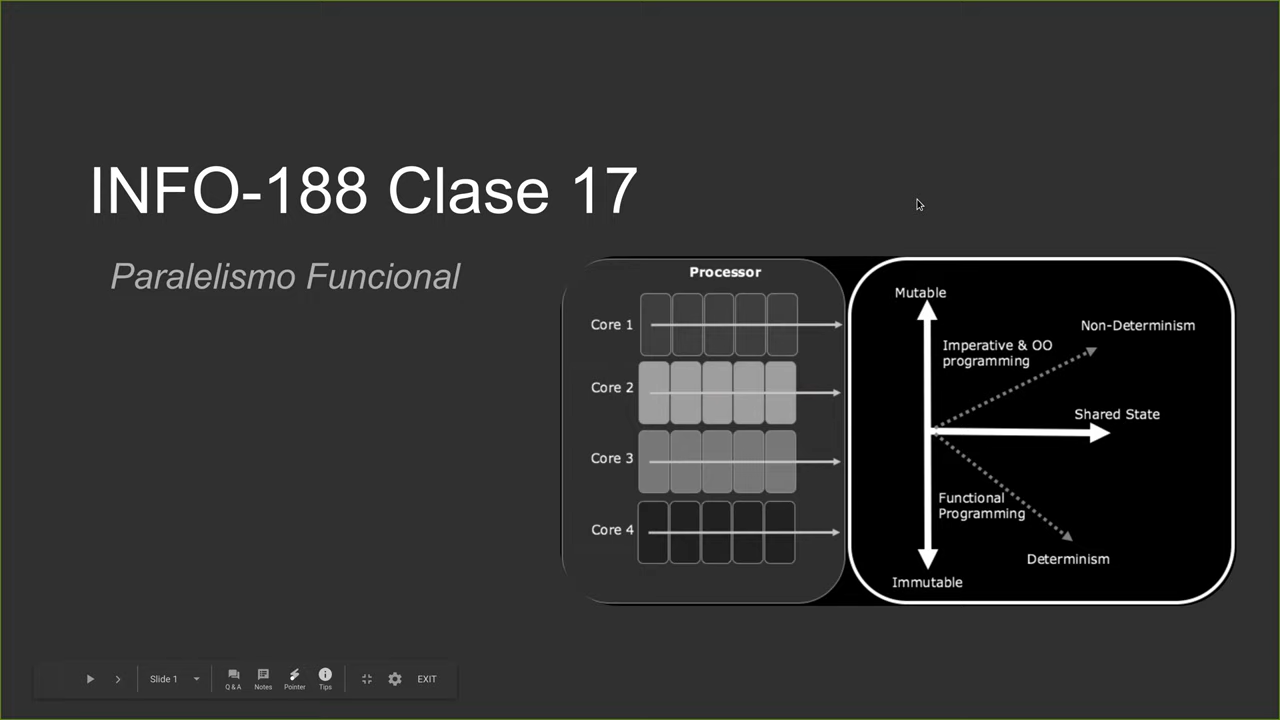 INFO-188 Clase 17
Paralelismo Funcional
Processor
Core 1
Core 2
Core 3
Core 4
Mutable
Non-Determinism
Imperative & OO
programming
Shared State
Functional
Programming
Determinism
Immutable
Slide 1
Q & A
Notes
Pointer
Tips
EXIT